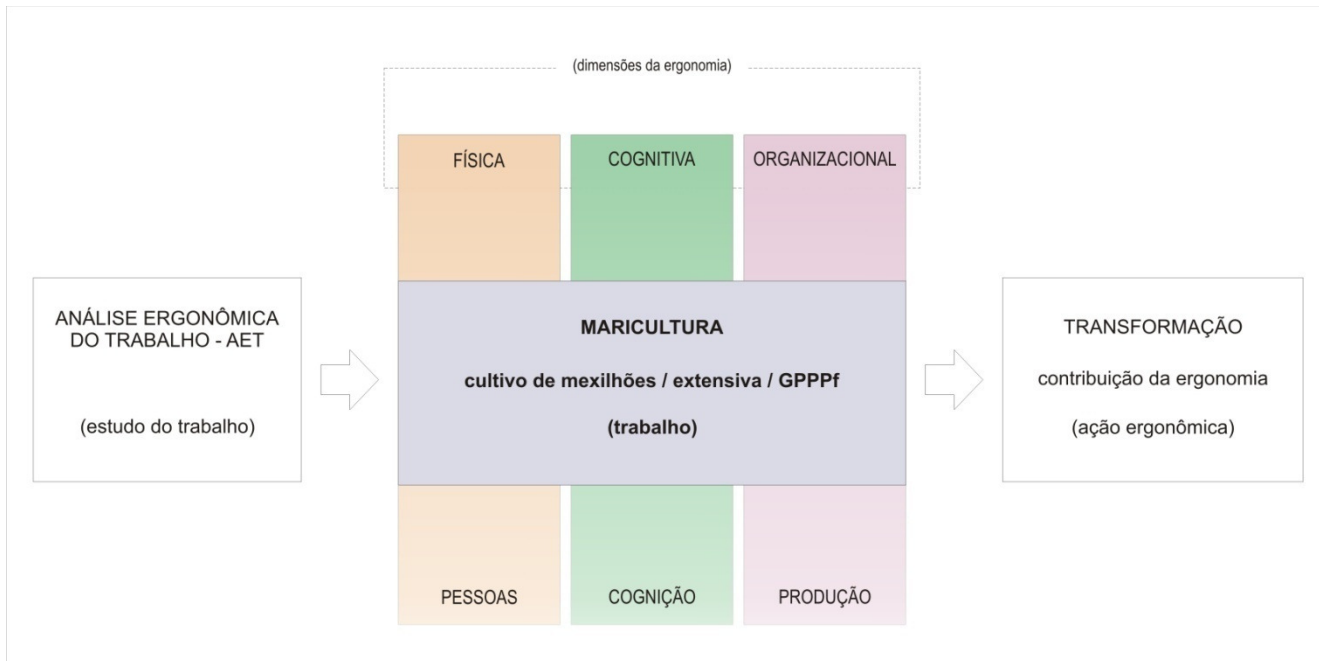 (dimensões da ergonomia)
FÍSICA
COGNITIVA
ORGANIZACIONAL
ANÁLISE ERGONÔMICA
DO TRABALHO - AET
(estudo do trabalho)
MARICULTURA
cultivo de mexilhões / extensiva / GPPPf
(trabalho)
TRANSFORMAÇÃO
contribuição da ergonomia
(ação ergonômica)
PESSOAS
COGNIÇÃO
PRODUÇÃO